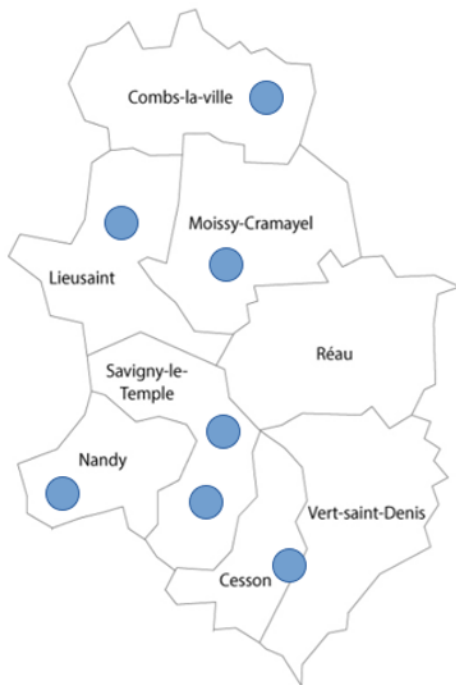 Combs-la-ville
Moissy-Cramayel
Lieusaint
Réau
Savigny-le-
Temple
Nandy
Vert-saint-Denis
Cesson